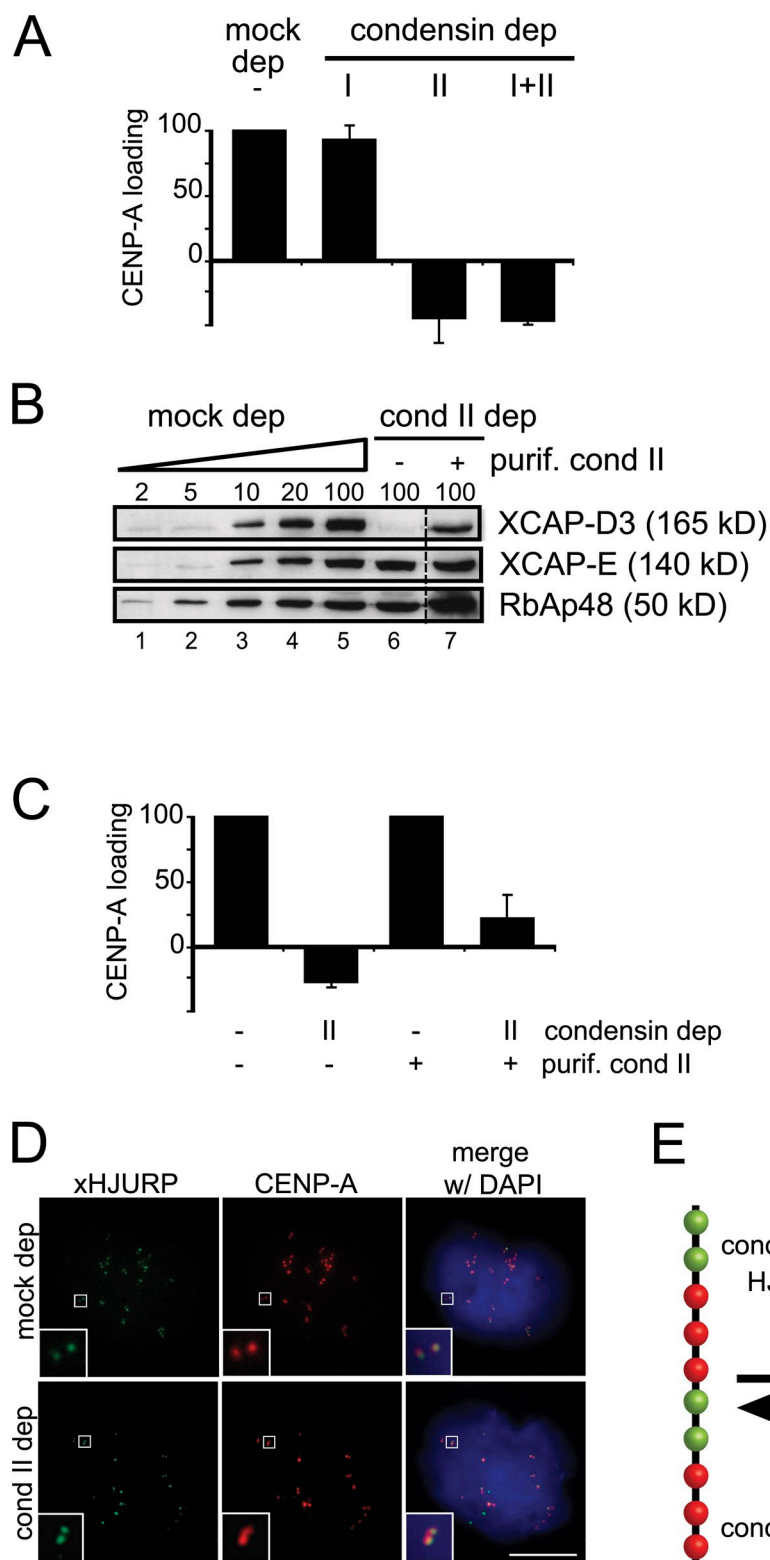 A
mock dep condensin dep
- I II I+II
CENP-A loading
100
50
0
B
mock dep cond II dep
- + purif. cond II
2 5 10 20 100 100 100
XCAP-D3 (165 kD)
XCAP-E (140 kD)
RbAp48 (50 kD)
1 2 3 4 5 6 7
C
CENP-A loading
100
50
0
- II - II condensin dep
- - + + purif. cond II
D
xHJURP CENP-A merge w/ DAPI
mock dep
cond II dep
E
cond
HJ
cond